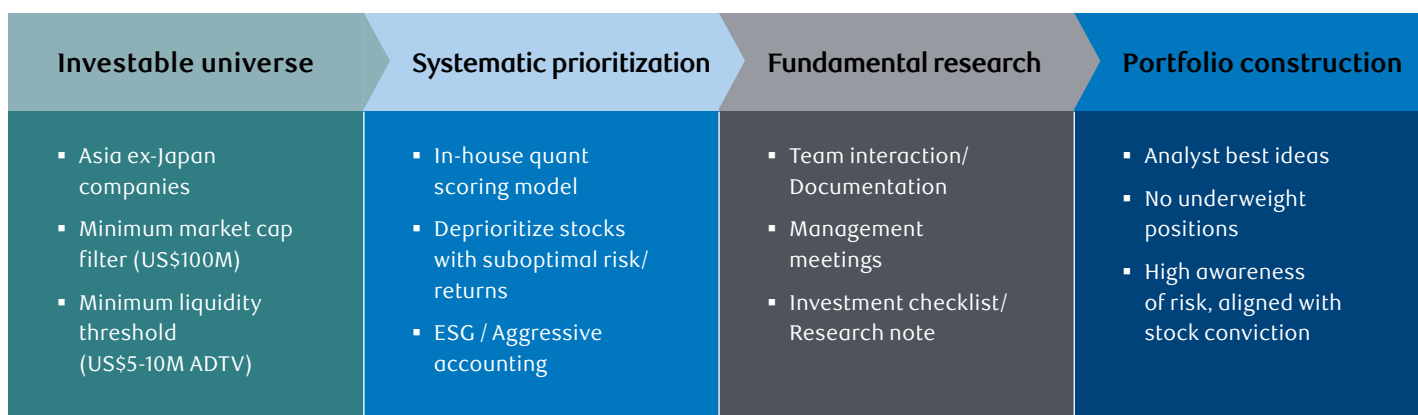 Investable universe
▪ Asia ex-Japan
companies
▪ Minimum market cap
filter (US$100M)
▪ Minimum liquidity
threshold
(US$5-10M ADTV)
Systematic prioritization
▪ In-house quant
scoring model
▪ Deprioritize stocks
with suboptimal risk/
returns
▪ ESG / Aggressive
accounting
Fundamental research
▪ Team interaction/
Documentation
▪ Management
meetings
▪ Investment checklist/
Research note
Portfolio construction
▪ Analyst best ideas
▪ No underweight
positions
▪ High awareness
of risk, aligned with
stock conviction